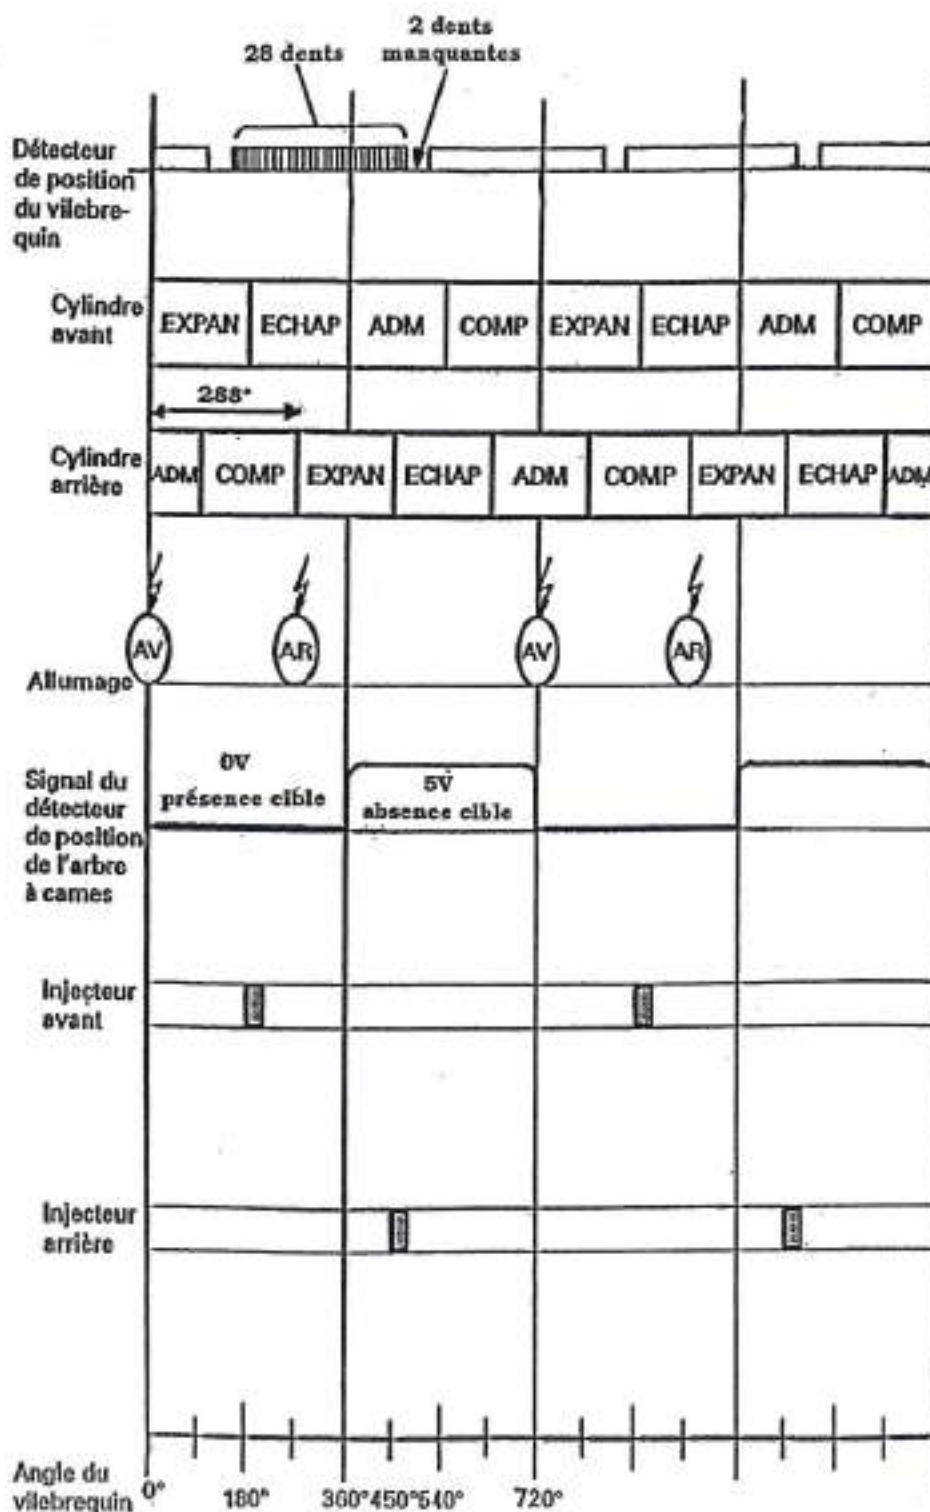 2 dents
28 dents
manquantes
Détecteur
de position
du vilebre-
quin
Cylindre
avant
EXPAN ECHAP ADM COMP EXPAN ECHAP ADM COMP
288°
Cylindre
arrière
ADM COMP EXPAN ECHAP ADM COMP EXPAN ECHAP ADM
AV AR AV AR
Allumage
0V
présence cible
5V
absence cible
Signal du
détecteur
de position
de l'arbre
à cames
Injecteur
avant
Injecteur
arrière
Angle du
vilebrequin
0° 180° 360° 450° 540° 720°